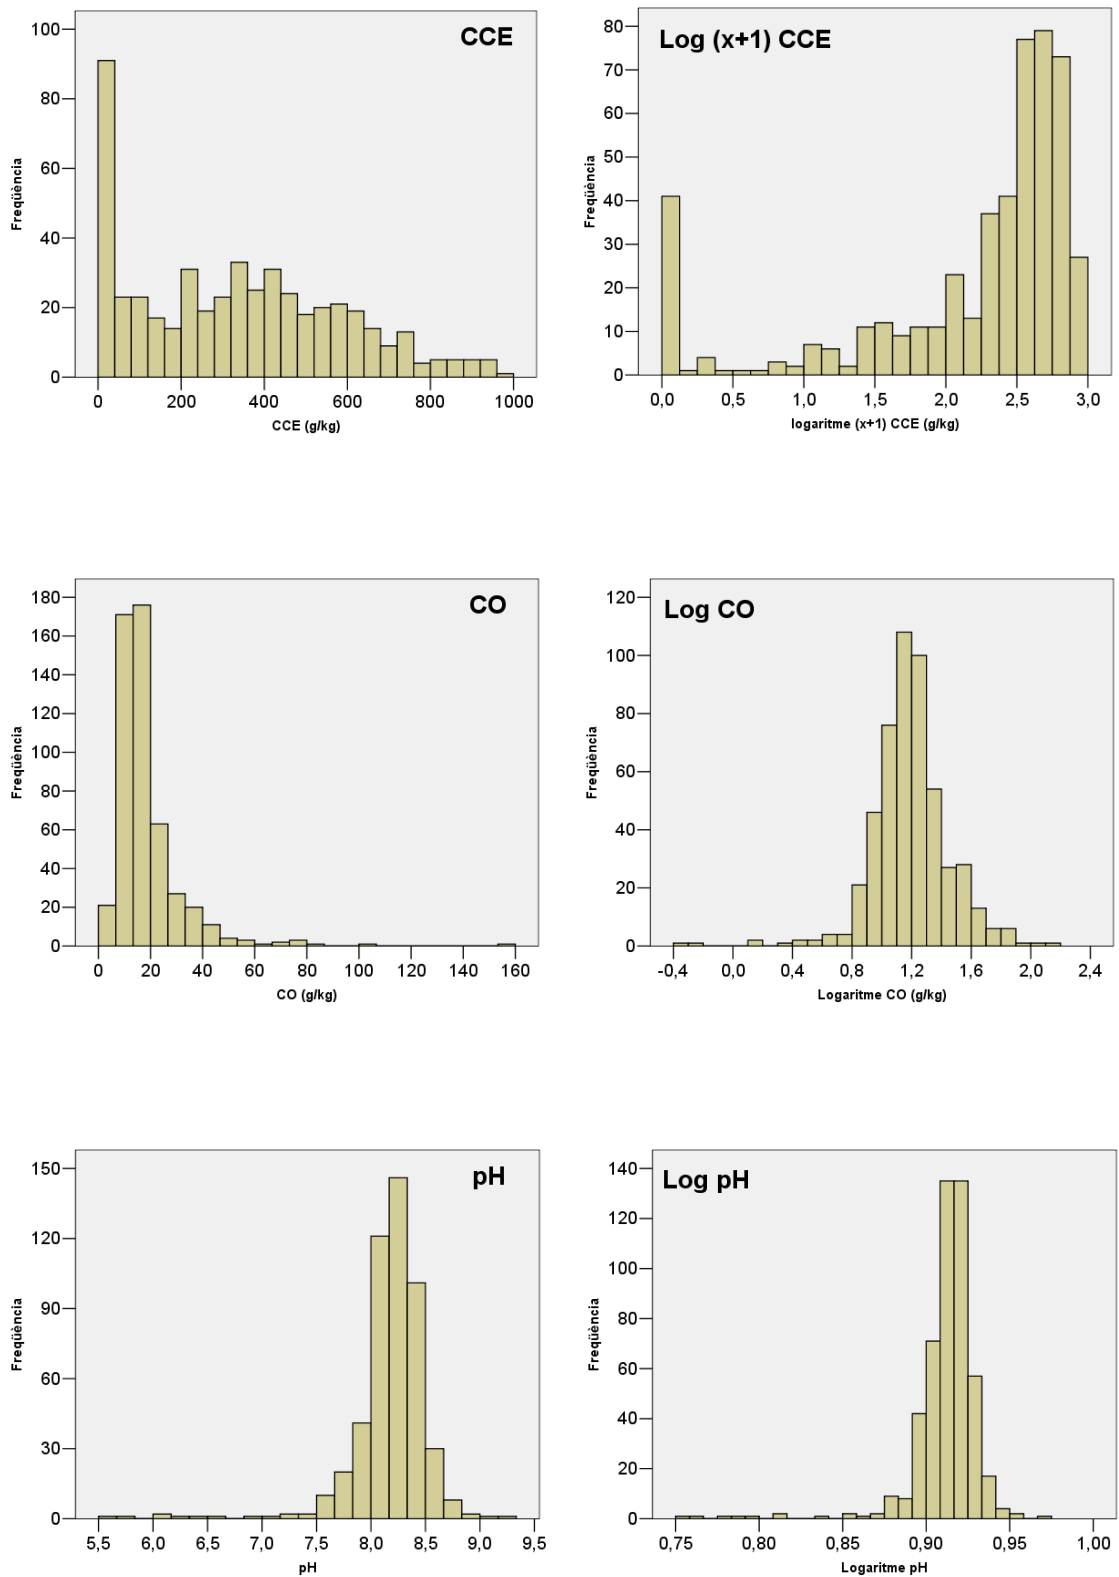 CCE
100
80
60
40
20
0
Freqüència
0 200 400 600 800 1000
CCE (g/kg)
Log (x+1) CCE
80
70
60
50
40
30
20
10
0
Freqüència
0,0 0,5 1,0 1,5 2,0 2,5 3,0
logaritme (x+1) CCE (g/kg)
CO
180
160
140
120
100
80
60
40
20
0
Freqüència
0 20 40 60 80 100 120 140 160
CO (g/kg)
Log CO
120
100
80
60
40
20
0
Freqüència
-0,4 0,0 0,4 0,8 1,2 1,6 2,0 2,4
Logaritme CO (g/kg)
pH
150
120
90
60
30
0
Freqüència
5,5 6,0 6,5 7,0 7,5 8,0 8,5 9,0 9,5
pH
Log pH
140
120
100
80
60
40
20
0
Freqüència
0,75 0,80 0,85 0,90 0,95 1,00
Logaritme pH